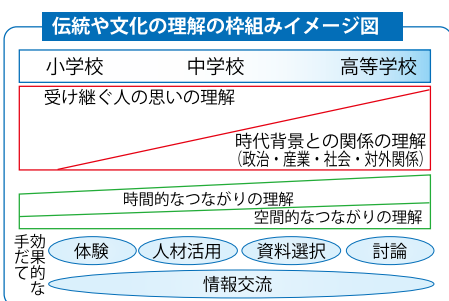 伝統や文化の理解の枠組みイメージ図
小学校 中学校 高等学校
受け継ぐ人の思いの理解
時代背景との関係の理解
（政治・産業・社会・対外関係）
時間的なつながりの理解
空間的なつながりの理解
効果的な
手だて
体験 人材活用 資料選択 討論
情報交流